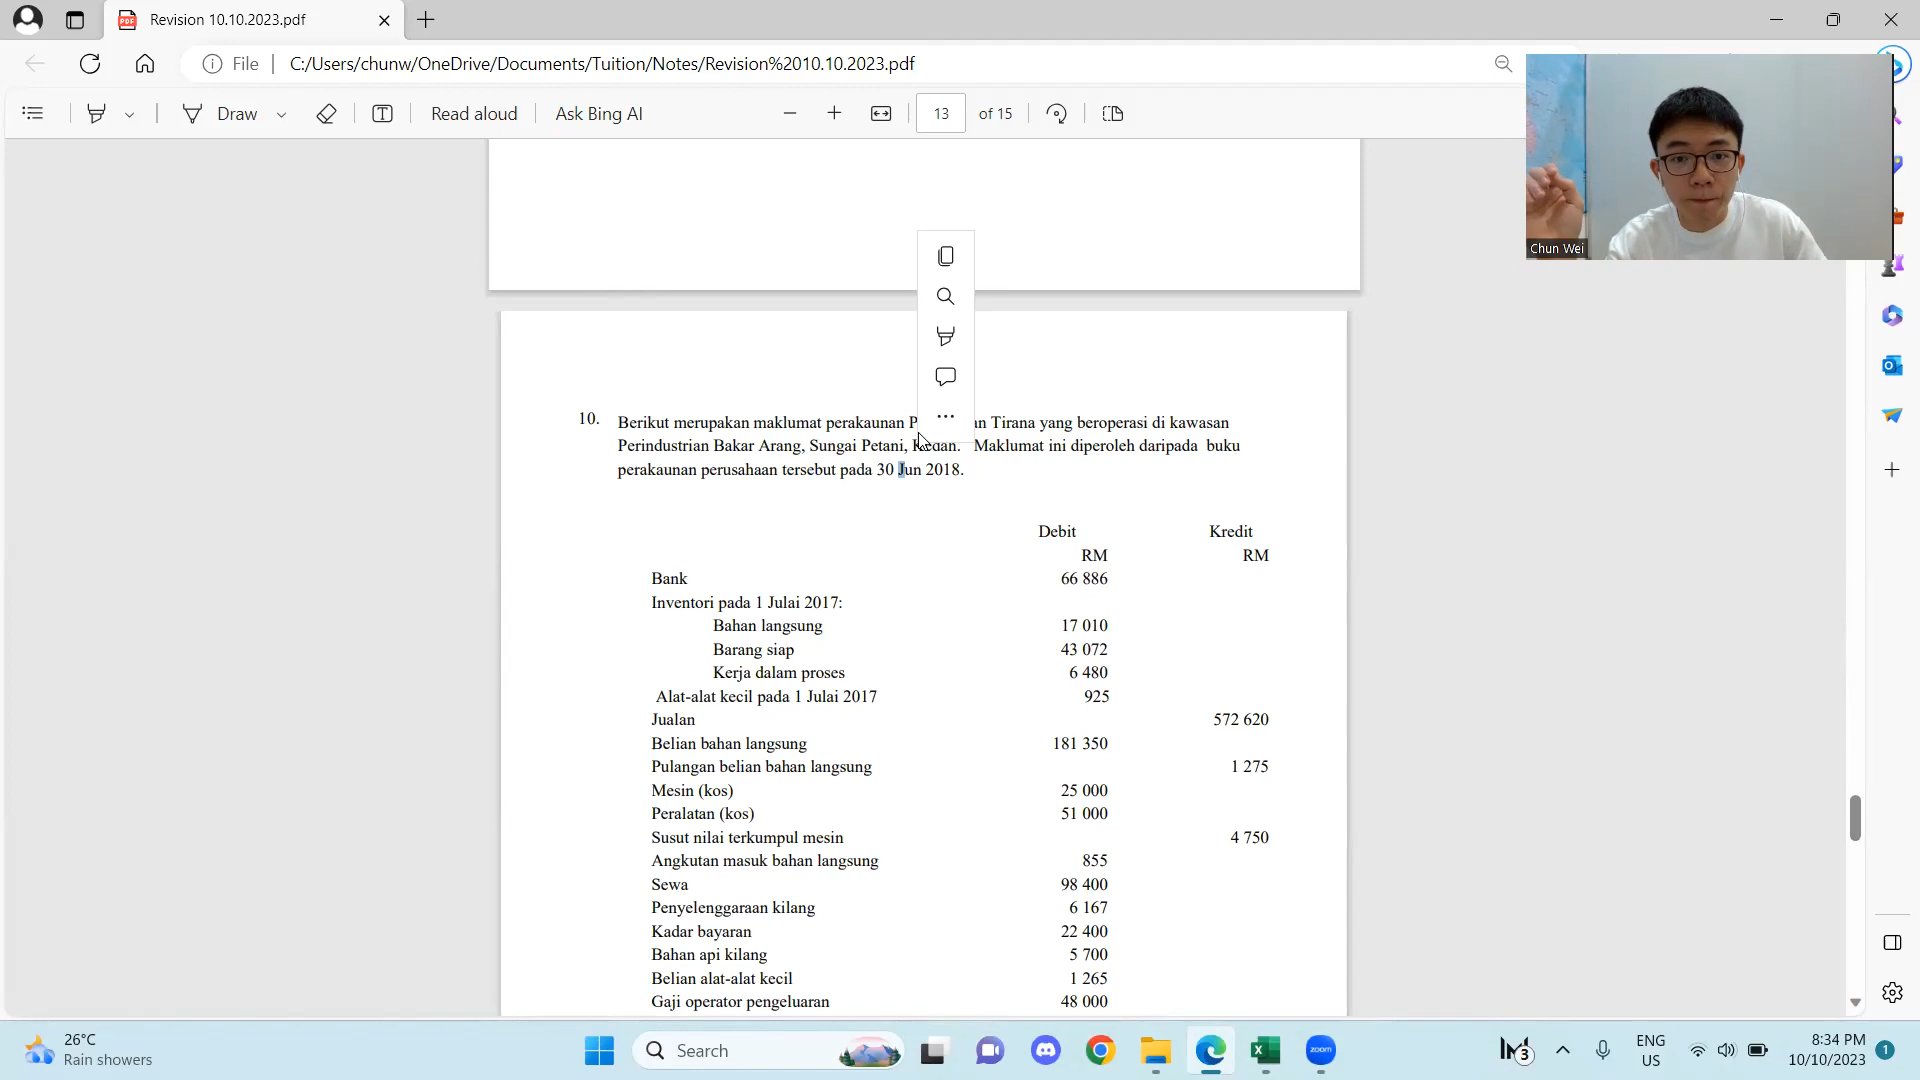 Revision 10.10.2023.pdf
File
C:/Users/chunw/OneDrive/Documents/Tuition/Notes/Revision%2010.10.2023.pdf
Draw
Read aloud
Ask Bing AI
13
of 15
Chun Wei
10. Berikut merupakan maklumat perakaunan P n Tirana yang beroperasi di kawasan
Perindustrian Bakar Arang, Sungai Petani, Kedah. Maklumat ini diperoleh daripada buku
perakaunan perusahaan tersebut pada 30 Jun 2018.
Debit Kredit
RM RM
Bank 66 886
Inventori pada 1 Julai 2017:
Bahan langsung 17 010
Barang siap 43 072
Kerja dalam proses 6 480
Alat-alat kecil pada 1 Julai 2017 925
Jualan 572 620
Belian bahan langsung 181 350
Pulangan belian bahan langsung 1 275
Mesin (kos) 25 000
Peralatan (kos) 51 000
Susut nilai terkumpul mesin 4 750
Angkutan masuk bahan langsung 855
Sewa 98 400
Penyelenggaraan kilang 6 167
Kadar bayaran 22 400
Bahan api kilang 5 700
Belian alat-alat kecil 1 265
Gaji operator pengeluaran 48 000
26°C
Rain showers
Search
zoom
3
ENG
US
8:34 PM
10/10/2023
1